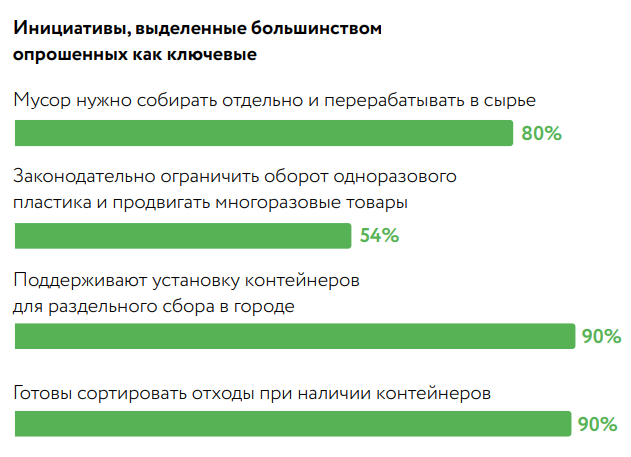 Инициативы, выделенные большинством
опрошенных как ключевые
Мусор нужно собирать отдельно и перерабатывать в сырье
80%
Законодательно ограничить оборот одноразового
пластика и продвигать многоразовые товары
54%
Поддерживают установку контейнеров
для раздельного сбора в городе
90%
Готовы сортировать отходы при наличии контейнеров
90%